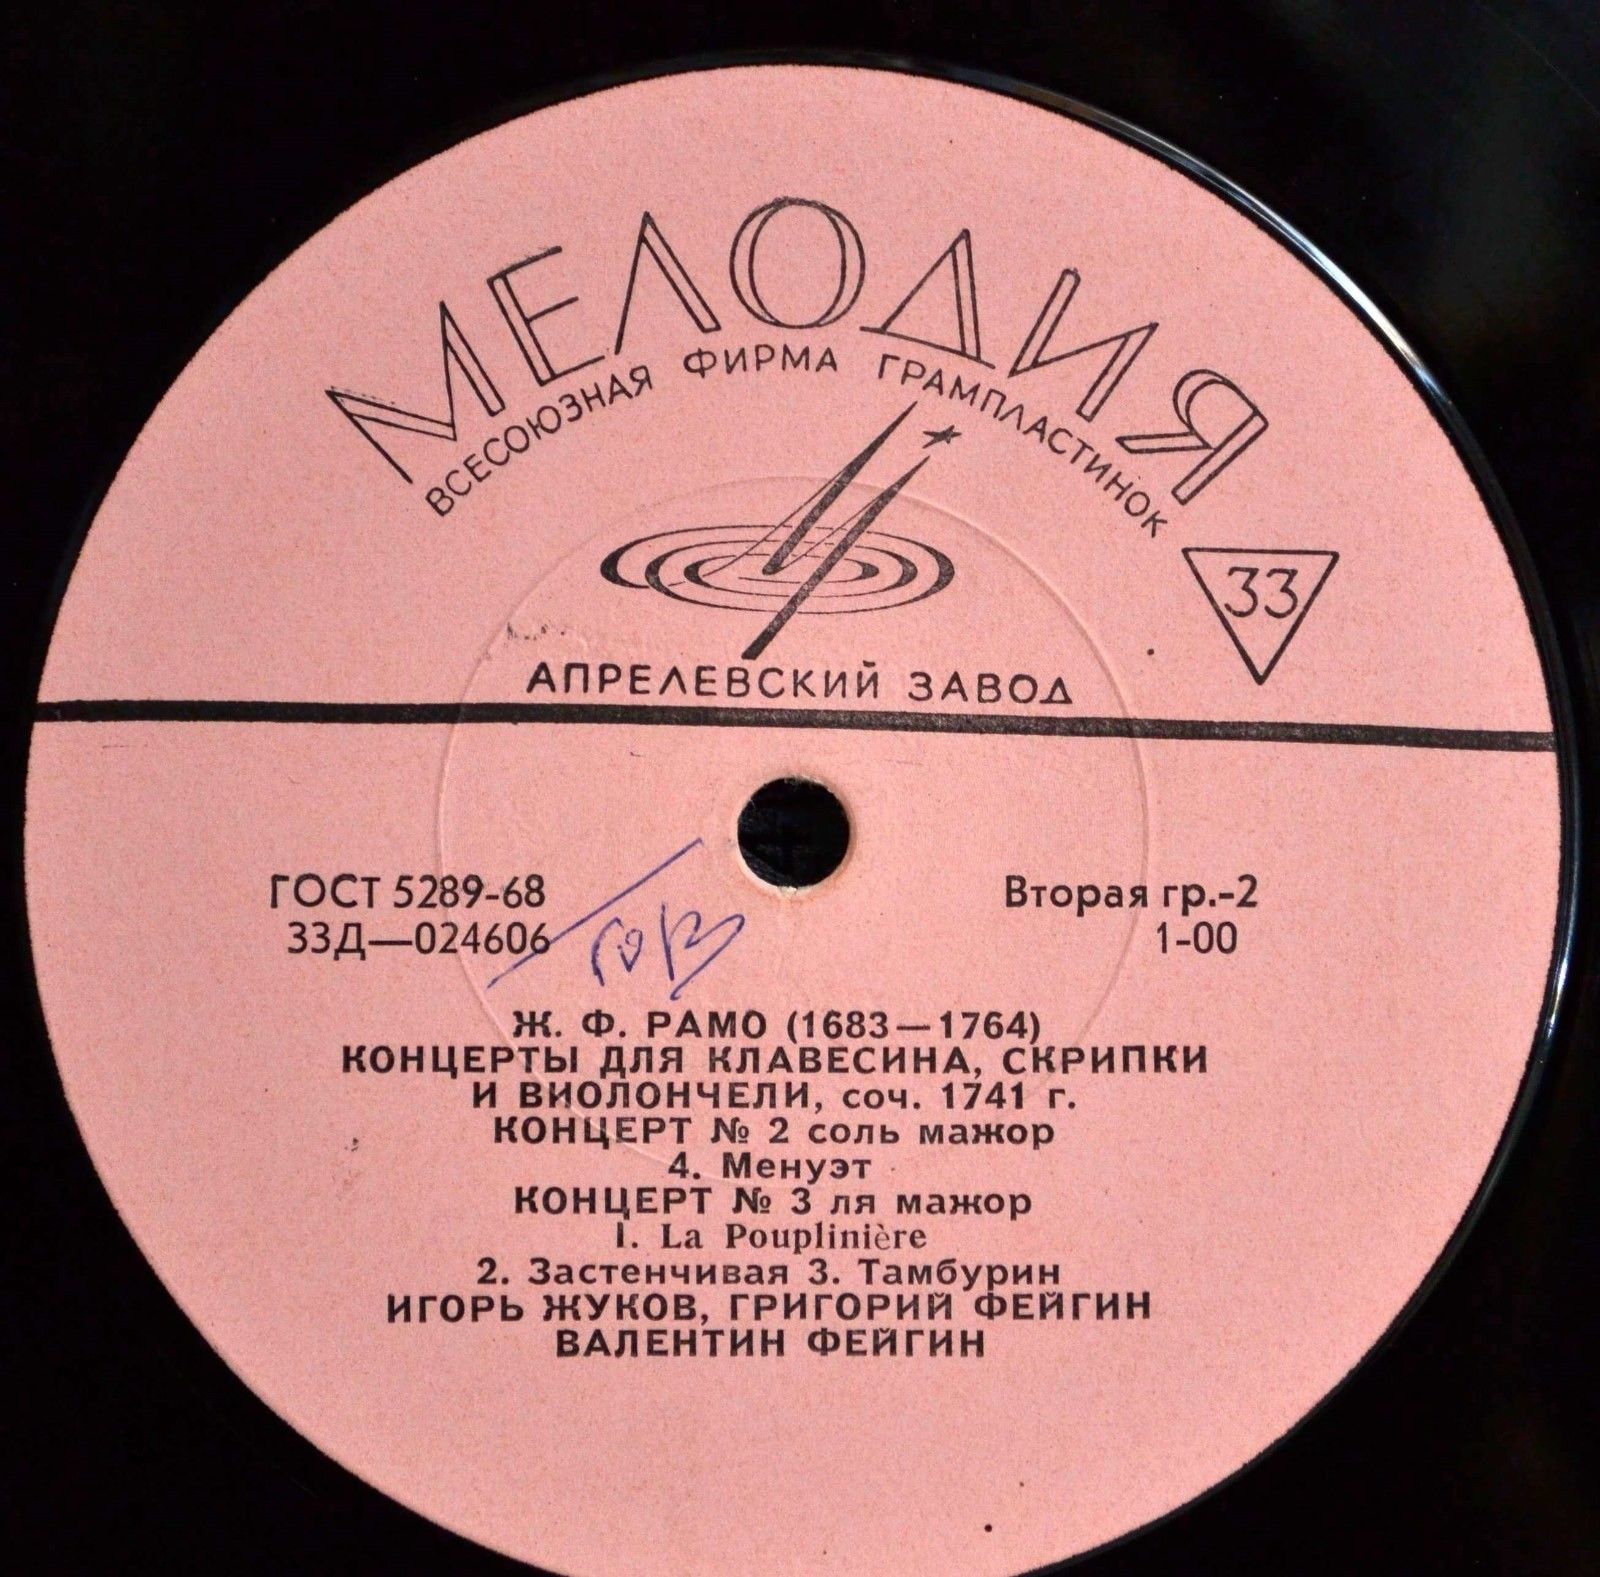 МЕЛОДИЯ
ВСЕСОЮЗНАЯ ФИРМА ГРАМПЛАСТИНОК
33
АПРЕЛЕВСКИЙ ЗАВОД
ГОСТ 5289-68
Вторая гр.-2
33Д—024606
1-00
Ж. Ф. РАМО (1683—1764)
КОНЦЕРТЫ ДЛЯ КЛАВЕСИНА, СКРИПКИ
И ВИОЛОНЧЕЛИ, соч. 1741 г.
КОНЦЕРТ № 2 соль мажор
4. Менуэт
КОНЦЕРТ № 3 ля мажор
1. La Pouplinière
2. Застенчивая 3. Тамбурин
ИГОРЬ ЖУКОВ, ГРИГОРИЙ ФЕЙГИН
ВАЛЕНТИН ФЕЙГИН